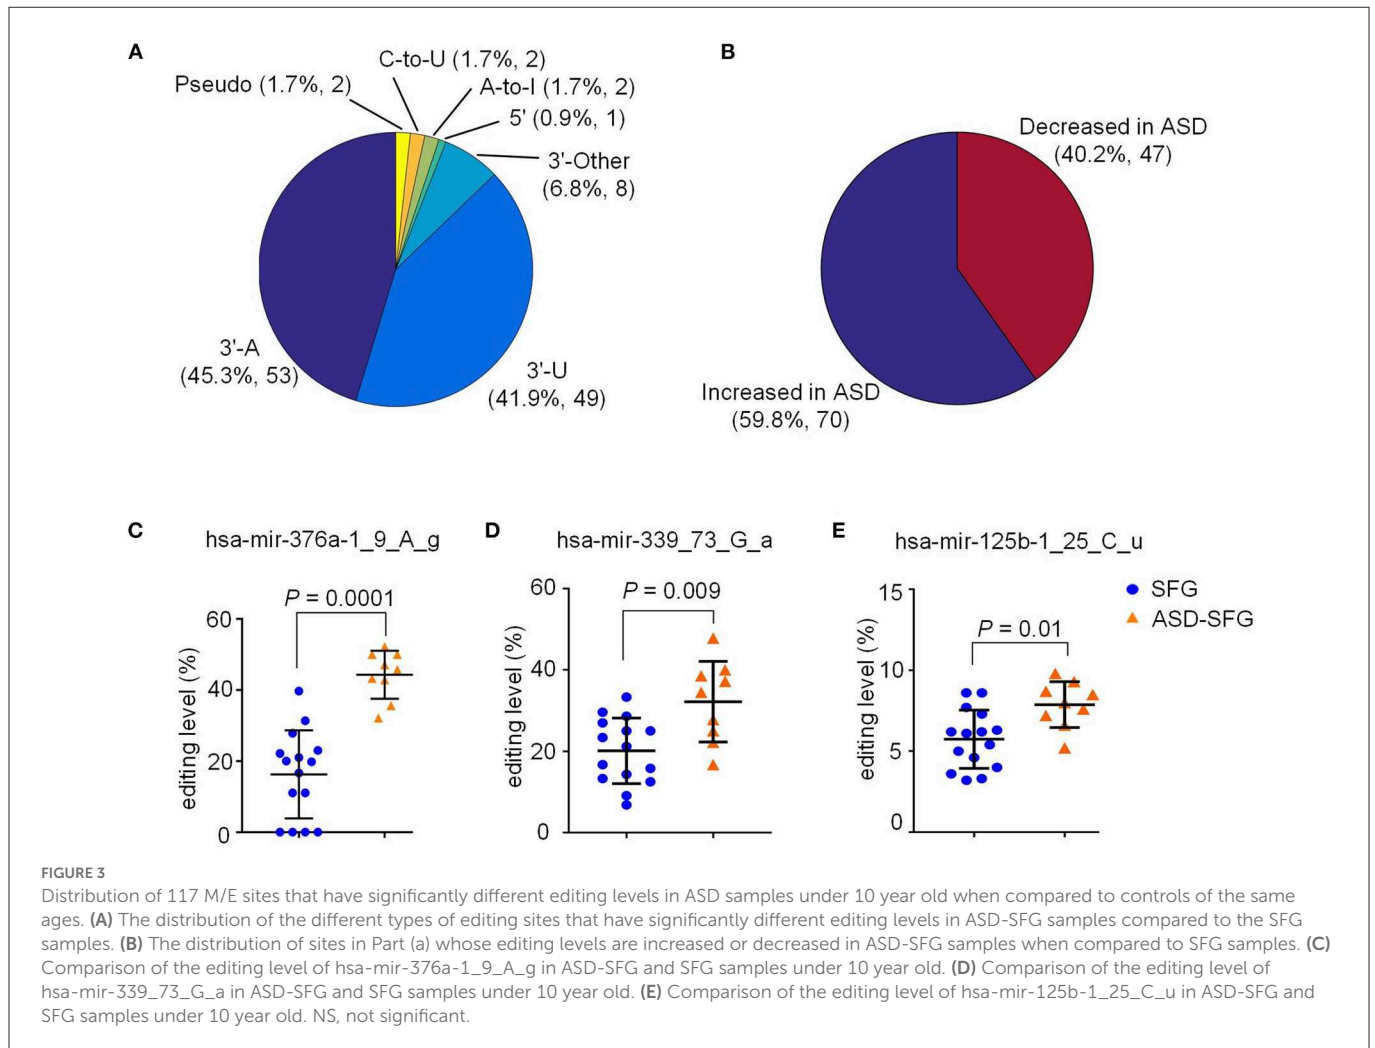 A
C-to-U (1.7%, 2)
Pseudo (1.7%, 2)
A-to-I (1.7%, 2)
5' (0.9%, 1)
3'-Other
(6.8%, 8)
3'-A
(45.3%, 53)
3'-U
(41.9%, 49)
B
Decreased in ASD
(40.2%, 47)
Increased in ASD
(59.8%, 70)
C
hsa-mir-376a-1_9_A_g
P = 0.0001
editing level (%)
60
40
20
0
D
hsa-mir-339_73_G_a
P = 0.009
editing level (%)
60
40
20
0
E
hsa-mir-125b-1_25_C_u
P = 0.01
editing level (%)
15
10
5
0
SFG
ASD-SFG
FIGURE 3
Distribution of 117 M/E sites that have significantly different editing levels in ASD samples under 10 year old when compared to controls of the same
ages. (A) The distribution of the different types of editing sites that have significantly different editing levels in ASD-SFG samples compared to the SFG
samples. (B) The distribution of sites in Part (a) whose editing levels are increased or decreased in ASD-SFG samples when compared to SFG samples. (C)
Comparison of the editing level of hsa-mir-376a-1_9_A_g in ASD-SFG and SFG samples under 10 year old. (D) Comparison of the editing level of
hsa-mir-339_73_G_a in ASD-SFG and SFG samples under 10 year old. (E) Comparison of the editing level of hsa-mir-125b-1_25_C_u in ASD-SFG and
SFG samples under 10 year old. NS, not significant.